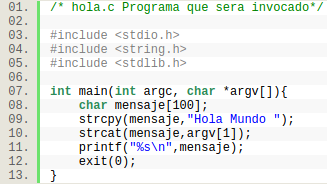 01. /* hola.c Programa que sera invocado*/
02.
03. #include <stdio.h>
04. #include <string.h>
05. #include <stdlib.h>
06.
07. int main(int argc, char *argv[]){
08. char mensaje[100];
09. strcpy(mensaje,"Hola Mundo ");
10. strcat(mensaje,argv[1]);
11. printf("%s\n",mensaje);
12. exit(0);
13. }